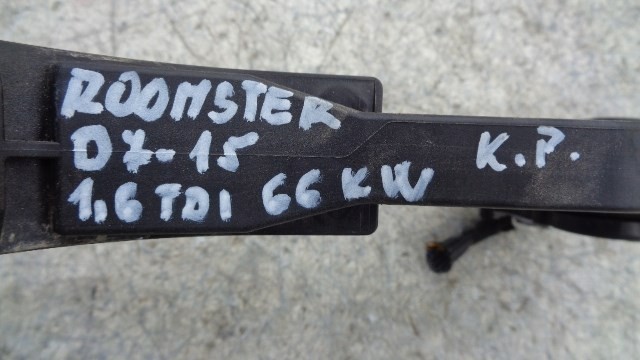 ROOMSTER
07-15 K.P.
1,6 TDI 66 KW